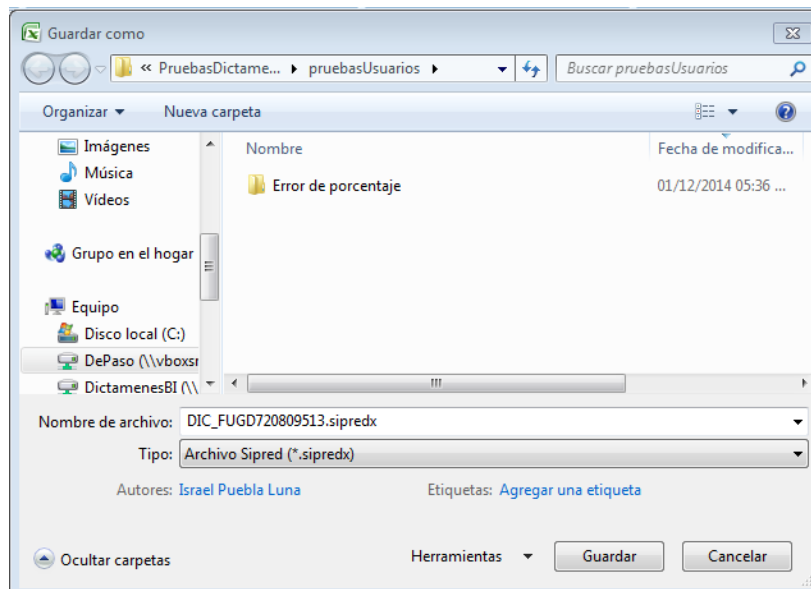 Guardar como
« PruebasDictame... ▸ pruebasUsuarios ▸
Buscar pruebasUsuarios
Organizar
Nueva carpeta
Imágenes
Música
Vídeos
Grupo en el hogar
Equipo
Disco local (C:)
DePaso (\\vboxsr
DictamenesBI (\\
Nombre
Fecha de modifica...
Error de porcentaje
01/12/2014 05:36 ...
Nombre de archivo: DIC_FUGD720809513.sipredx
Tipo: Archivo Sipred (*.sipredx)
Autores: Israel Puebla Luna
Etiquetas: Agregar una etiqueta
Ocultar carpetas
Herramientas
Guardar
Cancelar